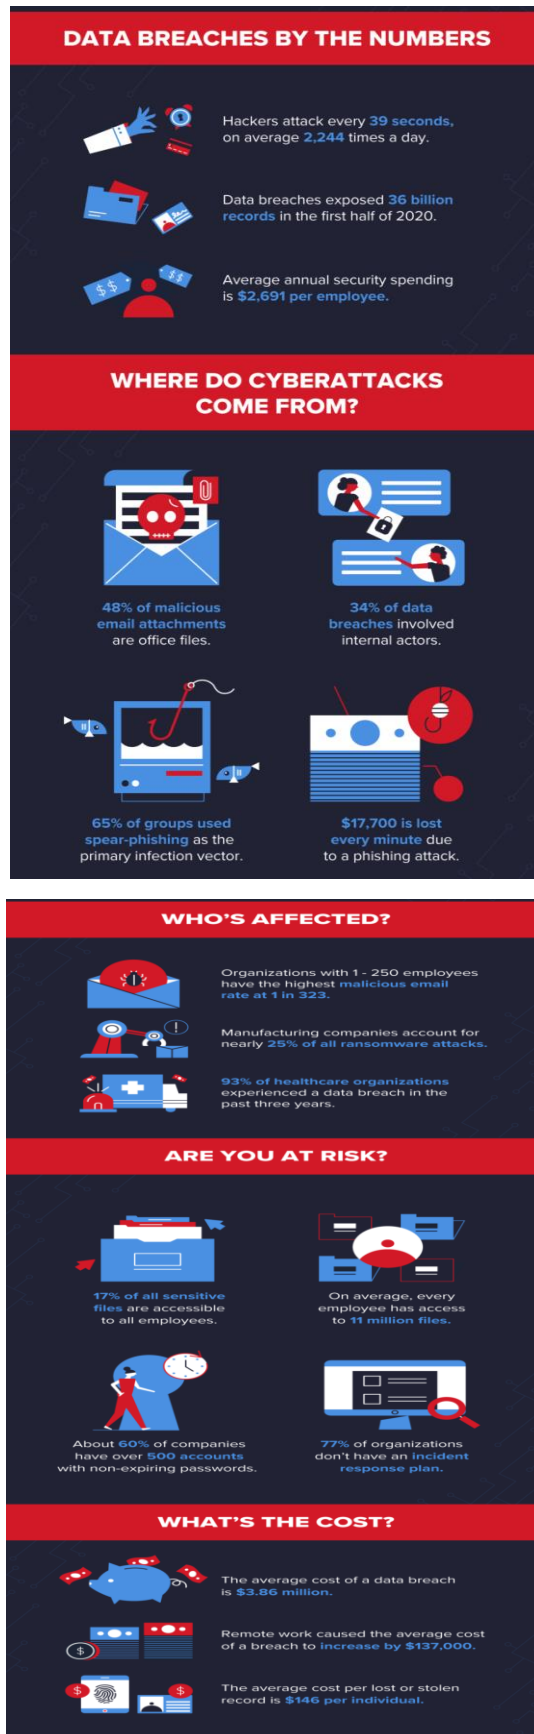 DATA BREACHES BY THE NUMBERS
Hackers attack every 39 seconds,
on average 2,244 times a day.
Data breaches exposed 36 billion
records in the first half of 2020.
$$
$$
Average annual security spending
is $2,691 per employee.
WHERE DO CYBERATTACKS
COME FROM?
48% of malicious
email attachments
are office files.
34% of data
breaches involved
internal actors.
65% of groups used
spear-phishing as the
primary infection vector.
$17,700 is lost
every minute due
to a phishing attack.
WHO'S AFFECTED?
Organizations with 1 - 250 employees
have the highest malicious email
rate at 1 in 323.
!
Manufacturing companies account for
nearly 25% of all ransomware attacks.
93% of healthcare organizations
experienced a data breach in the
past three years.
ARE YOU AT RISK?
17% of all sensitive
files are accessible
to all employees.
On average, every
employee has access
to 11 million files.
About 60% of companies
have over 500 accounts
with non-expiring passwords.
77% of organizations
don't have an incident
response plan.
WHAT'S THE COST?
The average cost of a data breach
is $3.86 million.
Remote work caused the average cost
of a breach to increase by $137,000.
$
$
$
The average cost per lost or stolen
record is $146 per individual.